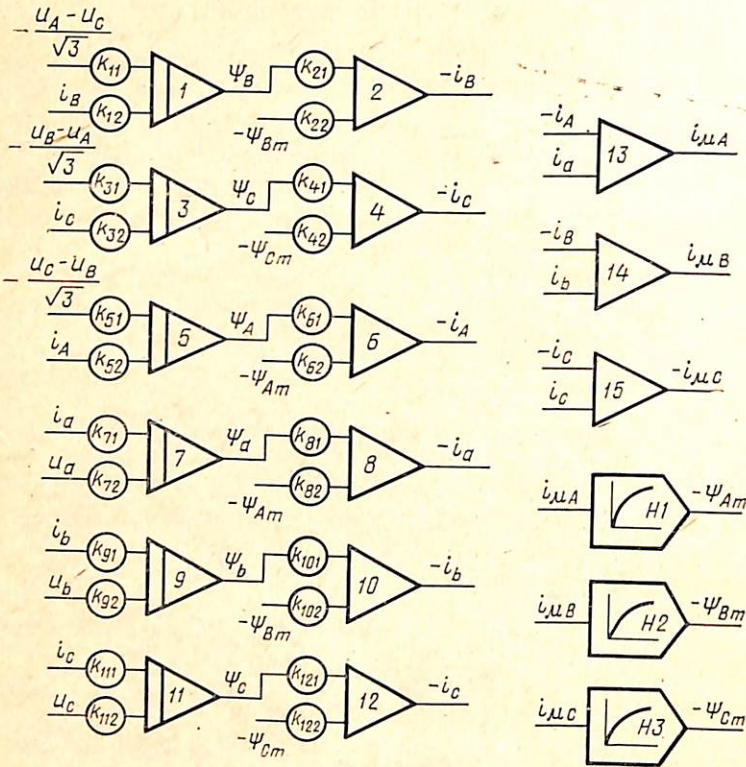 - u_A - u_C / √3
K11 1 ψ_B K21 2 -i_B
i_B K12 -ψ_Bm K22
- u_B - u_A / √3
K31 3 ψ_C K41 4 -i_C
i_C K32 -ψ_Cm K42
- u_C - u_B / √3
K51 5 ψ_A K61 6 -i_A
i_A K52 -ψ_Am K62
i_a K71 7 ψ_a K81 8 -i_a
u_a K72 -ψ_Am K82
i_b K91 9 ψ_b K101 10 -i_b
u_b K92 -ψ_Bm K102
i_c K111 11 ψ_c K121 12 -i_c
u_c K112 -ψ_Cm K122
-i_A 13 i_μA
i_a
-i_B 14 i_μB
i_b
-i_C 15 -i_μC
i_c
i_μA H1 -ψ_Am
i_μB H2 -ψ_Bm
i_μC H3 -ψ_Cm